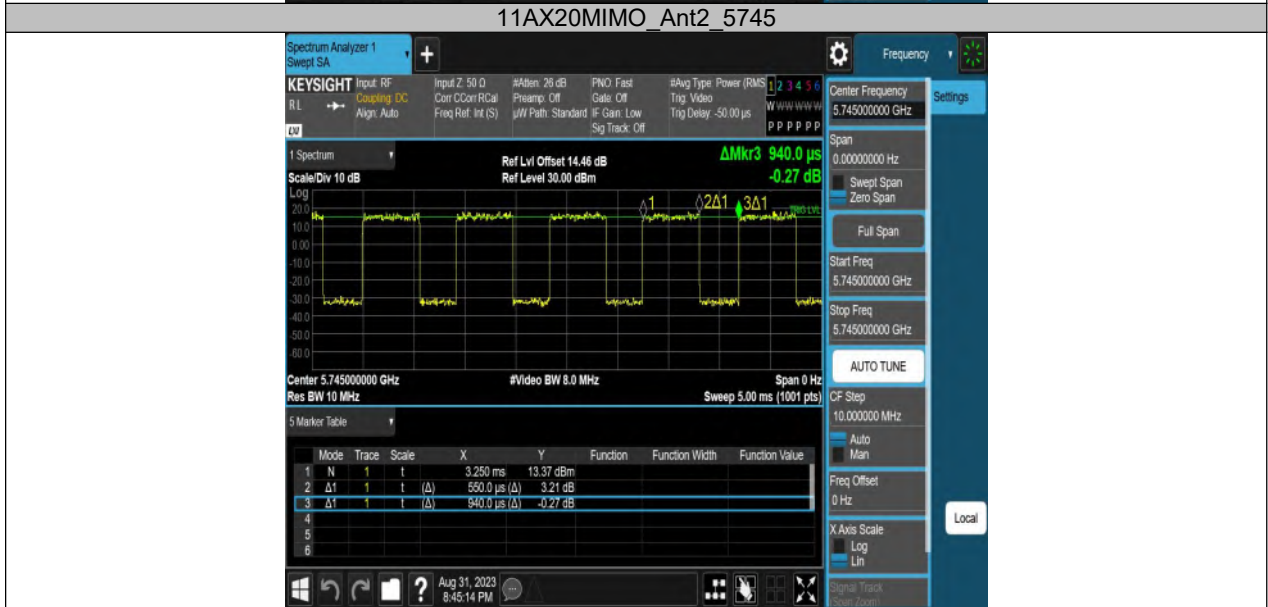 11AX20MIMO_Ant2_5745
Spectrum Analyzer 1
Swept SA
+
Frequency
KEYSIGHT Input: RF Input Z: 50 Ω #Atten: 26 dB PNO: Fast #Avg Type: Power (RMS 1 2 3 4 5 6
RL Coupling: DC Corr CCorr RCal Preamp: Off Gate: Off Trig: Video
Align: Auto Freq Ref: Int (S) µW Path: Standard IF Gain: Low Trig Delay: -50.00 µs W W W W W W
LXI Sig Track: Off P P P P P P
Center Frequency
5.745000000 GHz
Settings
Span
0.00000000 Hz
Swept Span
Zero Span
Full Span
Start Freq
5.745000000 GHz
Stop Freq
5.745000000 GHz
AUTO TUNE
CF Step
10.000000 MHz
Auto
Man
Freq Offset
0 Hz
X Axis Scale
Log
Lin
Signal Track
(Span Zoom)
Local
1 Spectrum Ref Lvl Offset 14.46 dB ΔMkr3 940.0 µs
Scale/Div 10 dB Ref Level 30.00 dBm -0.27 dB
Log
1 2Δ1 3Δ1
TRIG LVL
20.0
10.0
0.00
-10.0
-20.0
-30.0
-40.0
-50.0
-60.0
Center 5.745000000 GHz #Video BW 8.0 MHz Span 0 Hz
Res BW 10 MHz Sweep 5.00 ms (1001 pts)
5 Marker Table
Mode Trace Scale X Y Function Function Width Function Value
1 N 1 t 3.250 ms 13.37 dBm
2 Δ1 1 t (Δ) 550.0 µs (Δ) 3.21 dB
3 Δ1 1 t (Δ) 940.0 µs (Δ) -0.27 dB
4
5
6
? Aug 31, 2023
8:45:14 PM